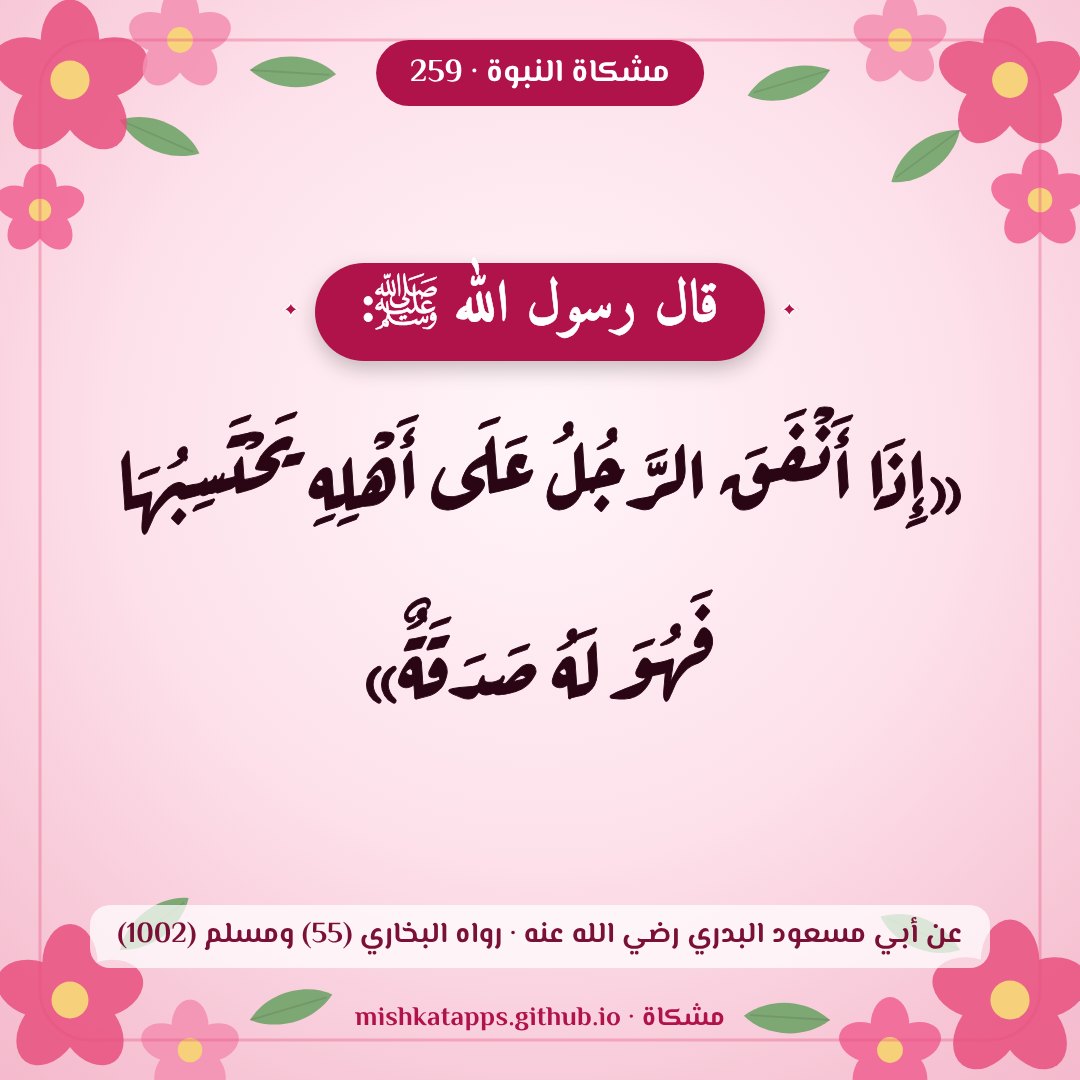 مشكاة النبوة · 259
قال رسول الله ﷺ:
«إِذَا أَنْفَقَ الرَّجُلُ عَلَى أَهْلِهِ يَحْتَسِبُهَا
فَهُوَ لَهُ صَدَقَةٌ»
عن أبي مسعود البدري رضي الله عنه · رواه البخاري (55) ومسلم (1002)
مشكاة · mishkatapps.github.io